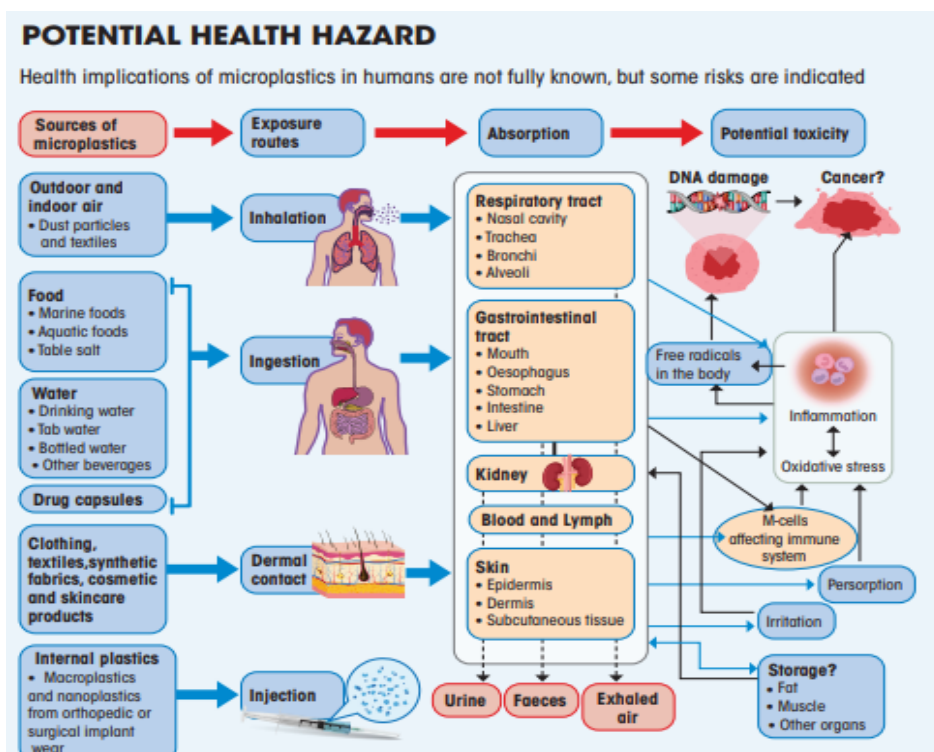 POTENTIAL HEALTH HAZARD
Health implications of microplastics in humans are not fully known, but some risks are indicated
Sources of
microplastics
Exposure
routes
Absorption
Potential toxicity
Outdoor and
indoor air
• Dust particles
and textiles
Inhalation
Respiratory tract
• Nasal cavity
• Trachea
• Bronchi
• Alveoli
DNA damage
Cancer?
Food
• Marine foods
• Aquatic foods
• Table salt
Water
• Drinking water
• Tab water
• Bottled water
• Other beverages
Drug capsules
Ingestion
Gastrointestinal
tract
• Mouth
• Oesophagus
• Stomach
• Intestine
• Liver
Kidney
Blood and Lymph
Free radicals
in the body
Inflammation
Oxidative stress
M-cells
affecting immune
system
Persorption
Irritation
Storage?
• Fat
• Muscle
• Other organs
Clothing,
textiles,synthetic
fabrics, cosmetic
and skincare
products
Dermal
contact
Skin
• Epidermis
• Dermis
• Subcutaneous tissue
Internal plastics
• Macroplastics
and nanoplastics
from orthopedic or
surgical implant
wear
Injection
Urine
Faeces
Exhaled
air